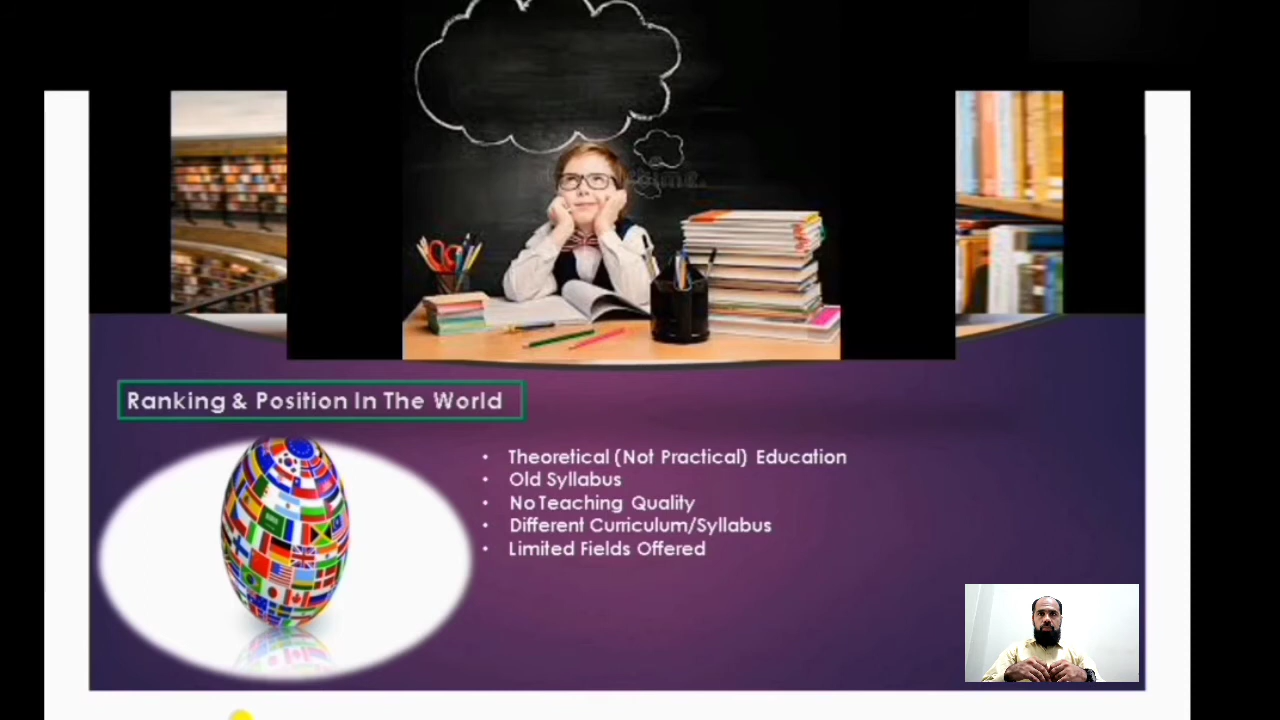 Ranking & Position In The World
• Theoretical (Not Practical) Education
• Old Syllabus
• No Teaching Quality
• Different Curriculum/Syllabus
• Limited Fields Offered